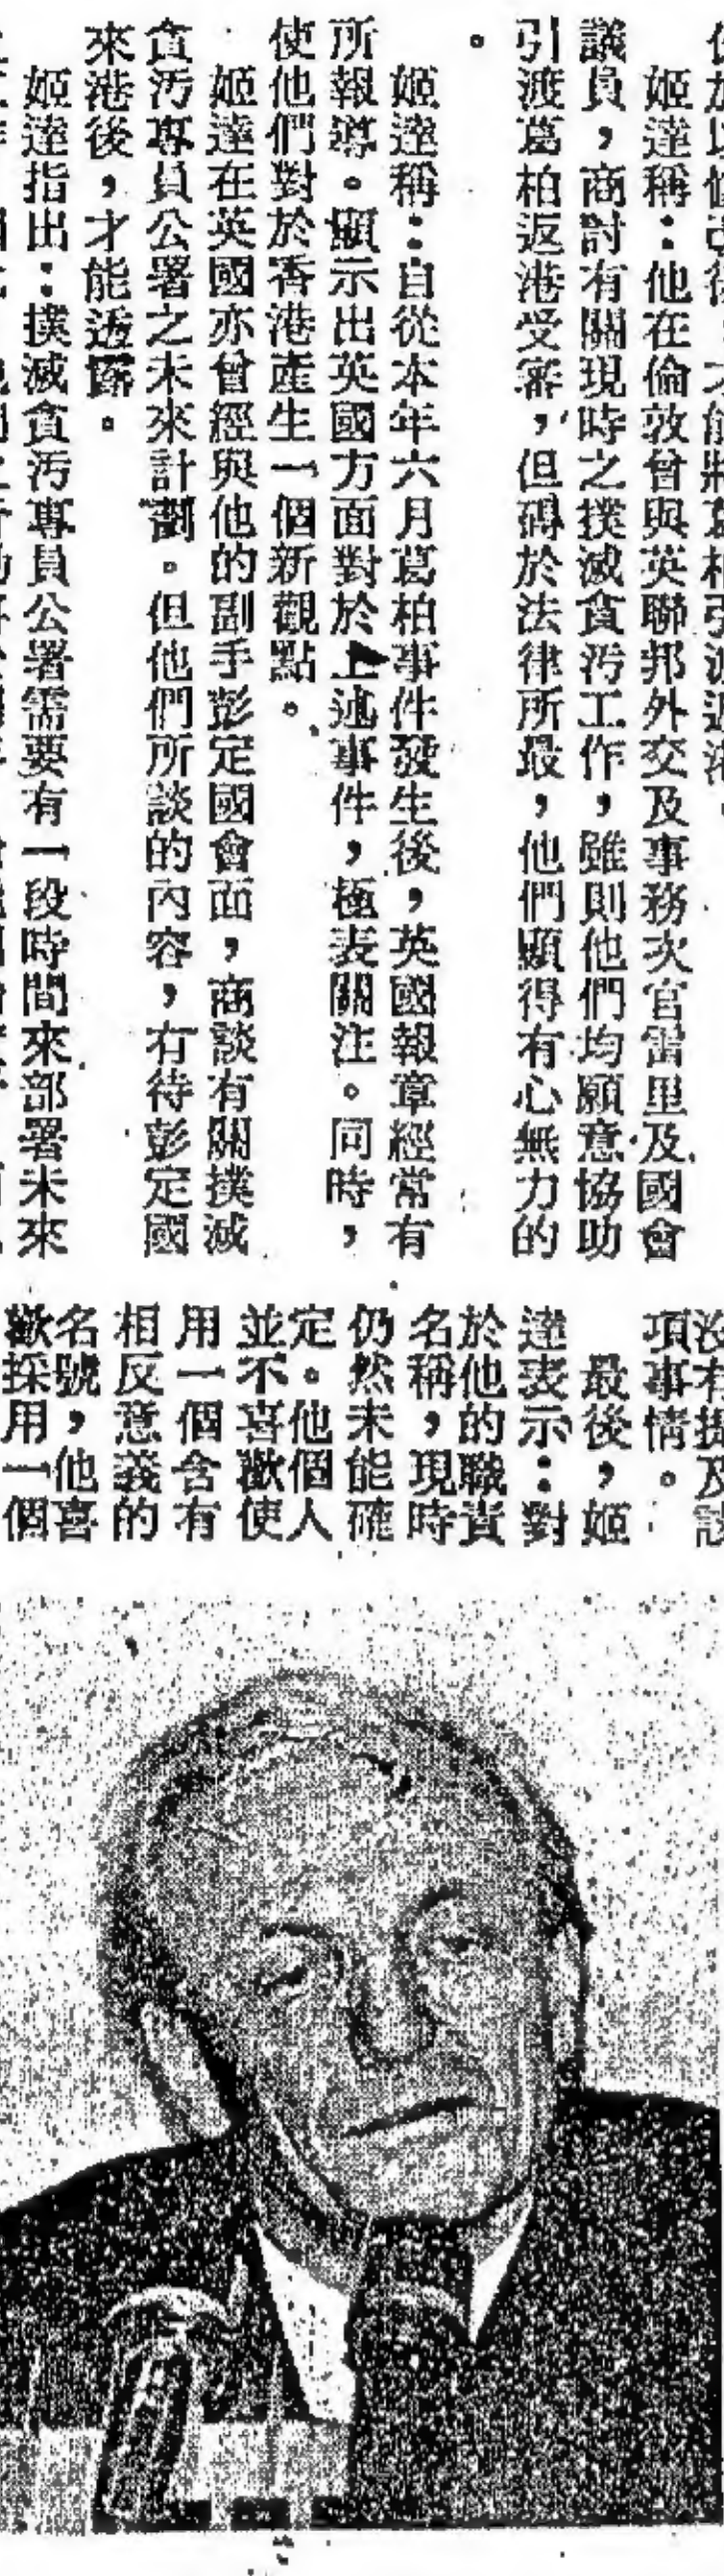 姬達稱：他在倫敦曾與英聯邦外交及事務次官雷里及國會
議員，商討有關現時之撲滅貪污工作，雖則他們均願意協助
引渡葛柏返港受審，但礙於法律所最，他們顯得有心無力的
。
姬達稱：自從本年六月葛柏事件發生後，英國報章經常有
所報導。顯示出英國方面對於上述事件，極表關注。同時，
使他們對於香港產生一個新觀點。
姬達在英國亦曾經與他的副手彭定國會面，商談有關撲滅
貪污專員公署之未來計劃。但他們所談的內容，有待彭定國
來港後，才能透露。
姬達指出：撲滅貪污專員公署需要有一段時間來部署未來
沒有提及該
項事情。
最後，姬
達表示：對
於他的職責
名稱，現時
仍然未能確
定。他個人
並不喜歡使
用一個含有
相反意義的
名號，他喜
歡採用一個